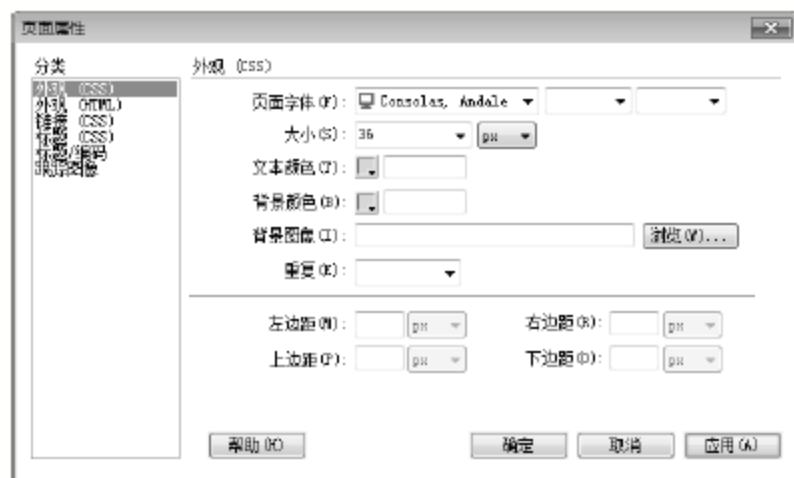 页面属性
分类
外观 (CSS)
外观 (HTML)
链接 (CSS)
标题 (CSS)
标题/编码
跟踪图像
外观 (CSS)
页面字体(F): Consolas, Andale
大小(S): 36 px
文本颜色(T):
背景颜色(B):
背景图像(I): 浏览(W)...
重复(E):
左边距(M): px 右边距(R): px
上边距(P): px 下边距(O): px
帮助(H) 确定 取消 应用(A)